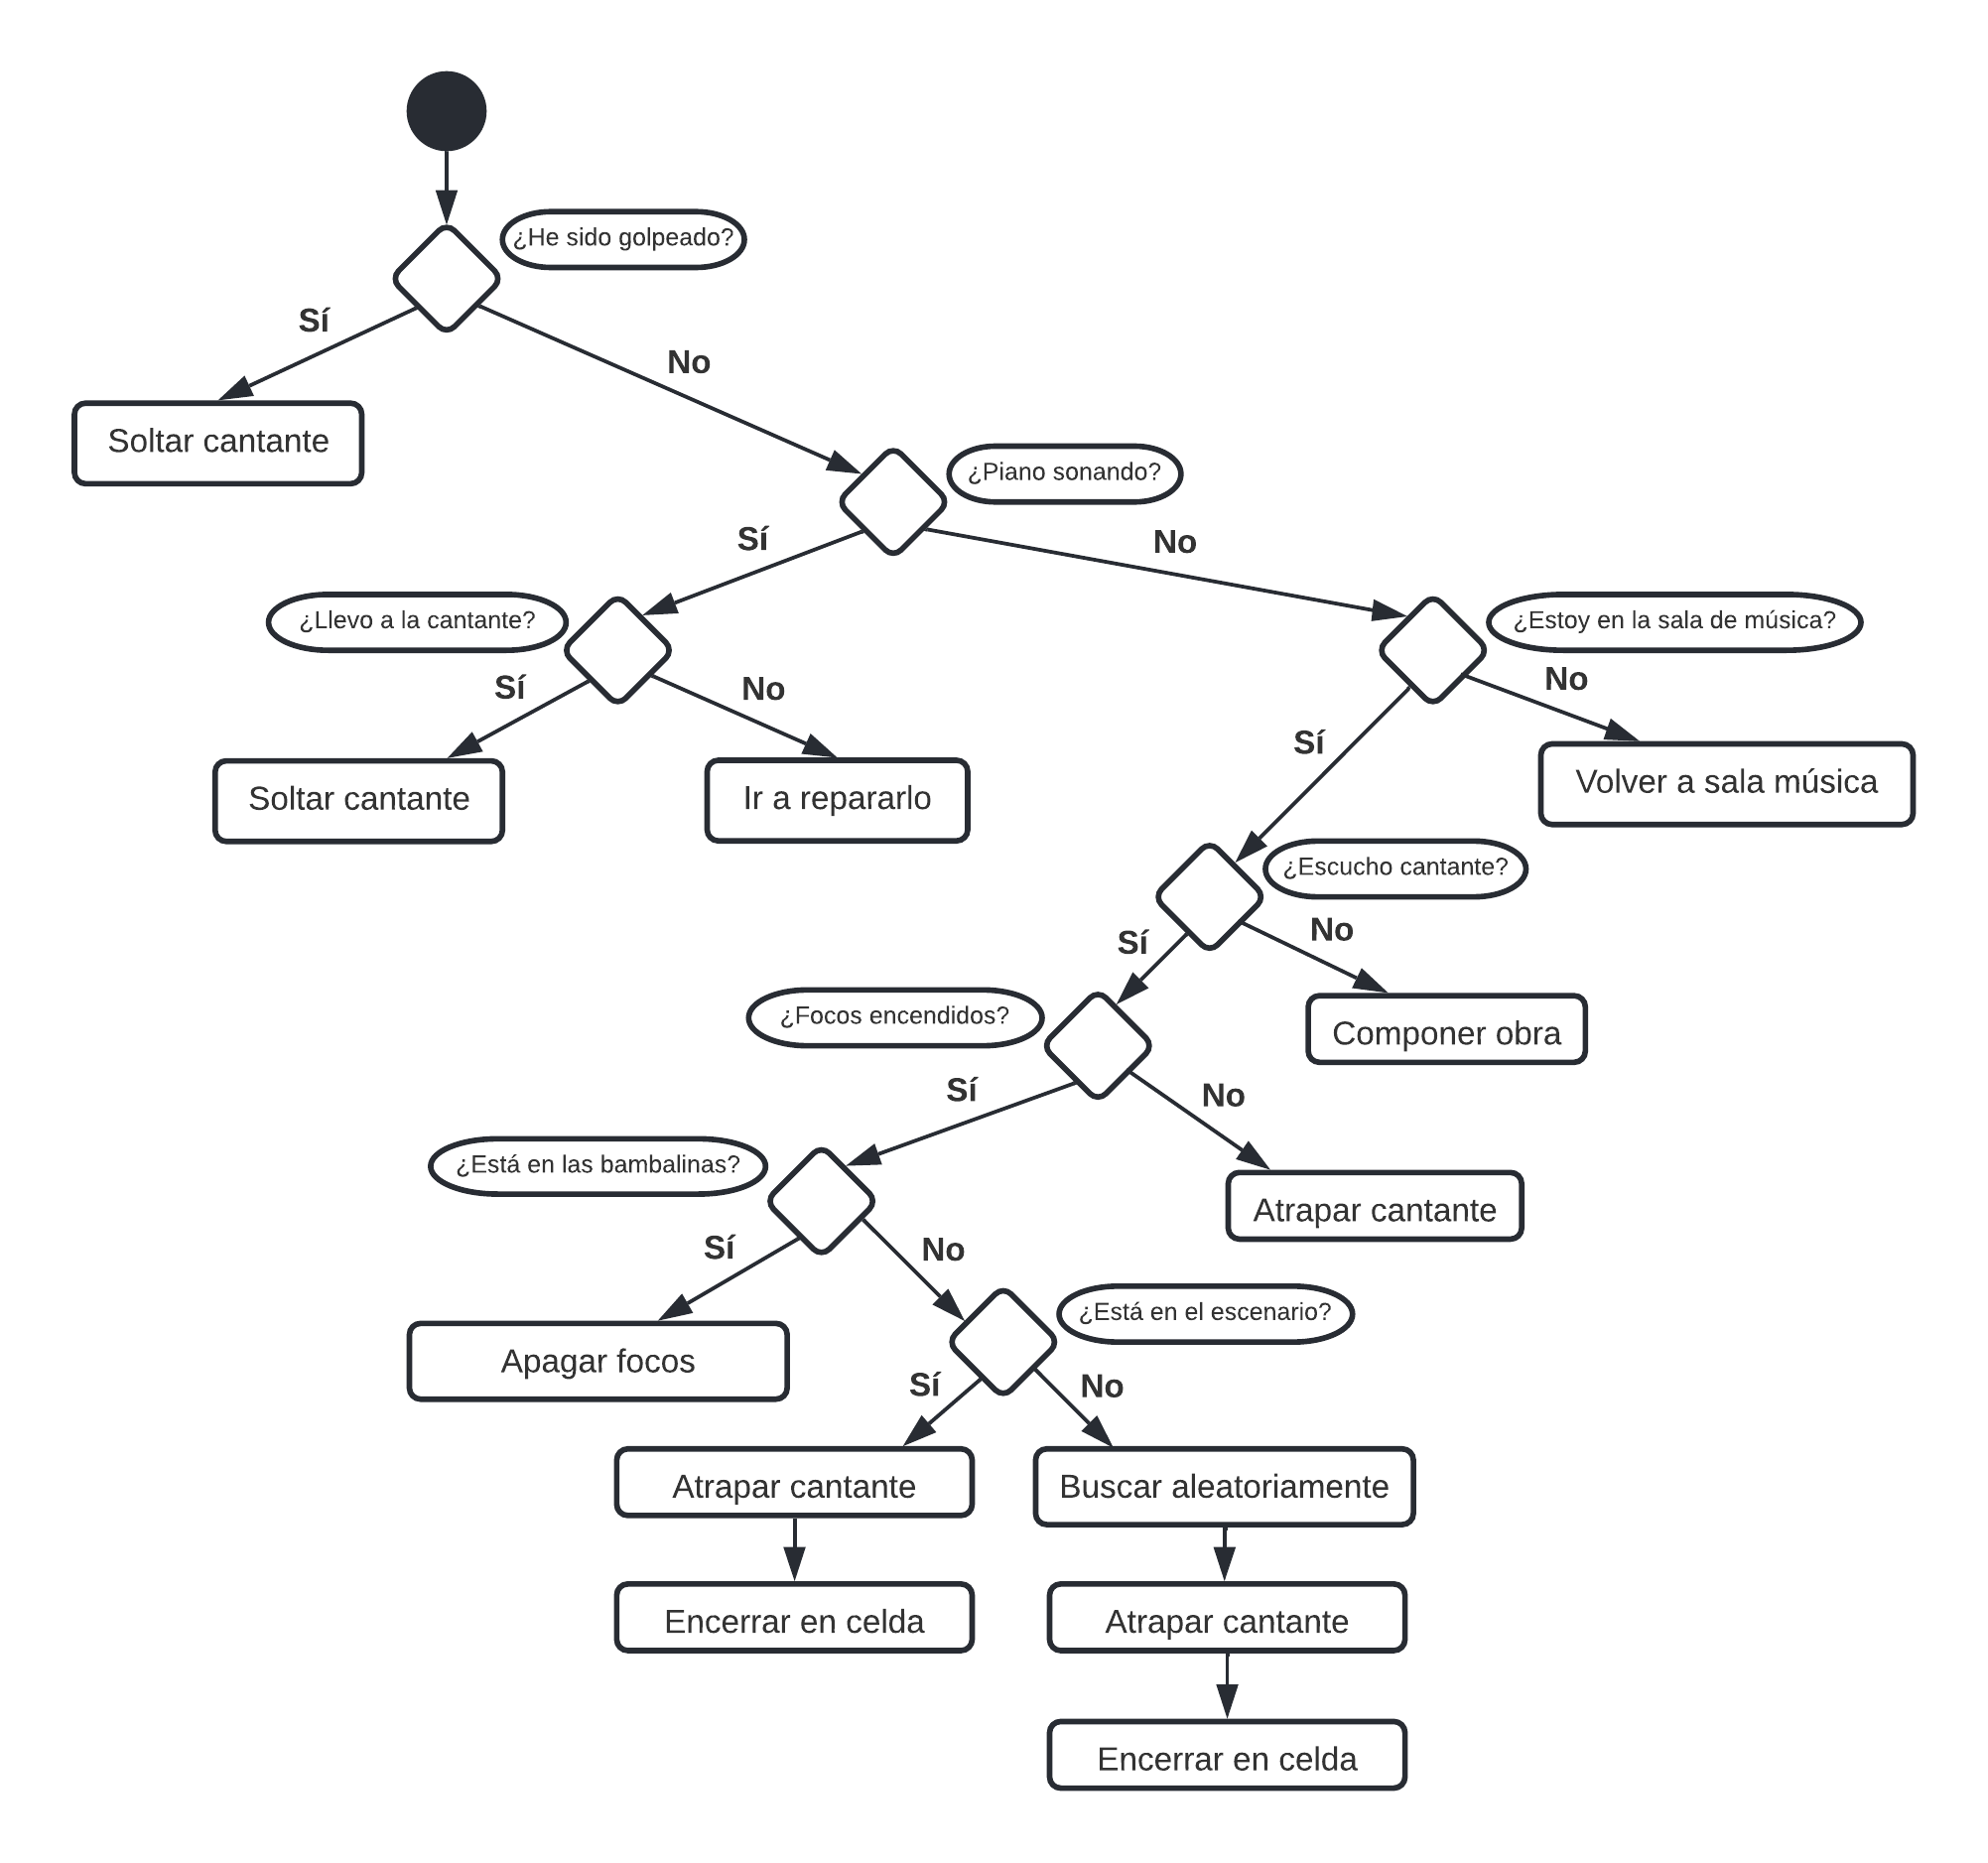 ¿He sido golpeado?
Sí
No
Soltar cantante
¿Piano sonando?
Sí
No
¿Llevo a la cantante?
¿Estoy en la sala de música?
Sí
No
No
Sí
Soltar cantante
Ir a repararlo
Volver a sala música
¿Escucho cantante?
Sí
No
¿Focos encendidos?
Componer obra
Sí
No
¿Está en las bambalinas?
Atrapar cantante
Sí
No
¿Está en el escenario?
Apagar focos
Sí
No
Atrapar cantante
Buscar aleatoriamente
Encerrar en celda
Atrapar cantante
Encerrar en celda